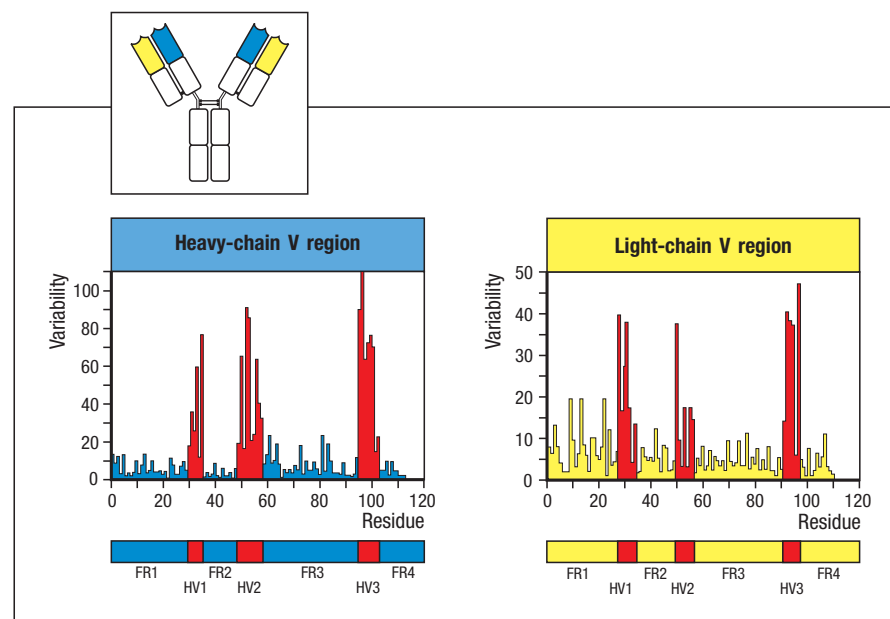 Heavy-chain V region
Variability
100
80
60
40
20
0
0 20 40 60 80 100 120
Residue
FR1 FR2 FR3 FR4
HV1 HV2 HV3
Light-chain V region
Variability
50
40
30
20
10
0
0 20 40 60 80 100 120
Residue
FR1 FR2 FR3 FR4
HV1 HV2 HV3